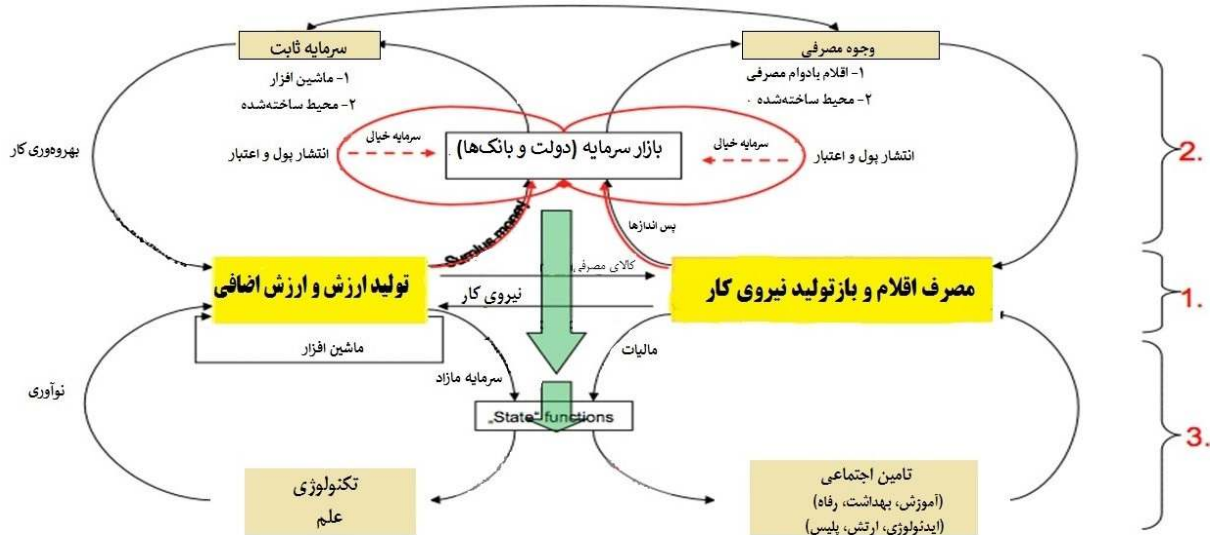 سرمایه ثابت
وجوه مصرفی
۱- ماشین افزار
۲- محیط ساخته‌شده
۱- اقلام بادوام مصرفی
۲- محیط ساخته‌شده .
بهروه‌وری کار
انتشار پول و اعتبار
سرمایه خیالی
بازار سرمایه (دولت و بانک‌ها)
سرمایه خیالی
انتشار پول و اعتبار
2.
Surplus money
پس اندازها
تولید ارزش و ارزش اضافی
کالای مصرفی
نیروی کار
مصرف اقلام و بازتولید نیروی کار
1.
ماشین افزار
مالیات
سرمایه مازاد
نوآوری
„State“ functions
3.
تکنولوژی
علم
تامین اجتماعی
(آموزش، بهداشت، رفاه)
(ایدئولوژی، ارتش، پلیس)